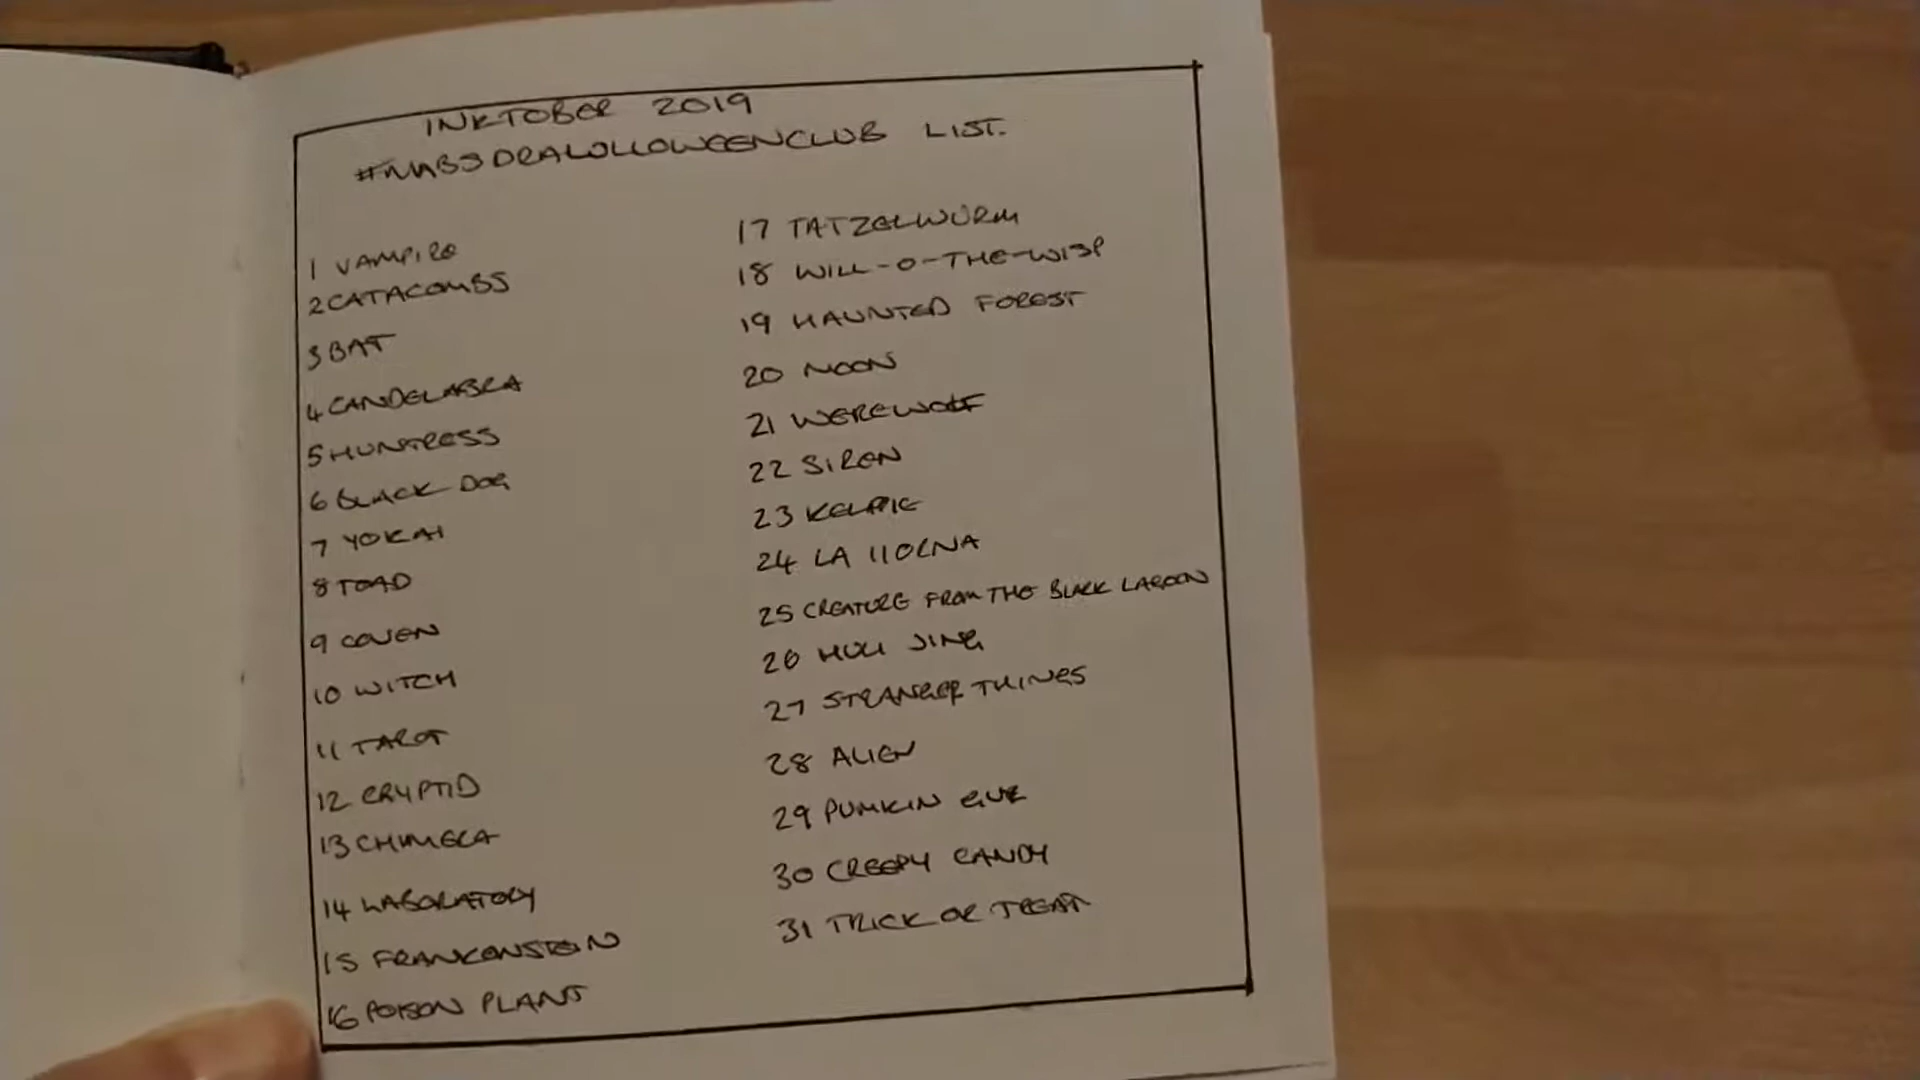 INKTOBER 2019
#MABSDRAWLLOWEENCLUB LIST.
1 VAMPIRE
2 CATACOMBS
3 BAT
4 CANDELABRA
5 HUNTRESS
6 BLACK DOG
7 YOKAI
8 TOAD
9 COVEN
10 WITCH
11 TAROT
12 CRYPTID
13 CHIMERA
14 LABORATORY
15 FRANKENSTEIN
16 POISON PLANT
17 TATZELWURM
18 WILL-O-THE-WISP
19 HAUNTED FOREST
20 MOON
21 WEREWOLF
22 SIREN
23 KELPIE
24 LA llORNA
25 CREATURE FROM THE BLACK LAGOON
26 HULI JING
27 STRANGER THINGS
28 ALIEN
29 PUMKIN GUE
30 CREEPY CANDY
31 TRICK OR TREAT